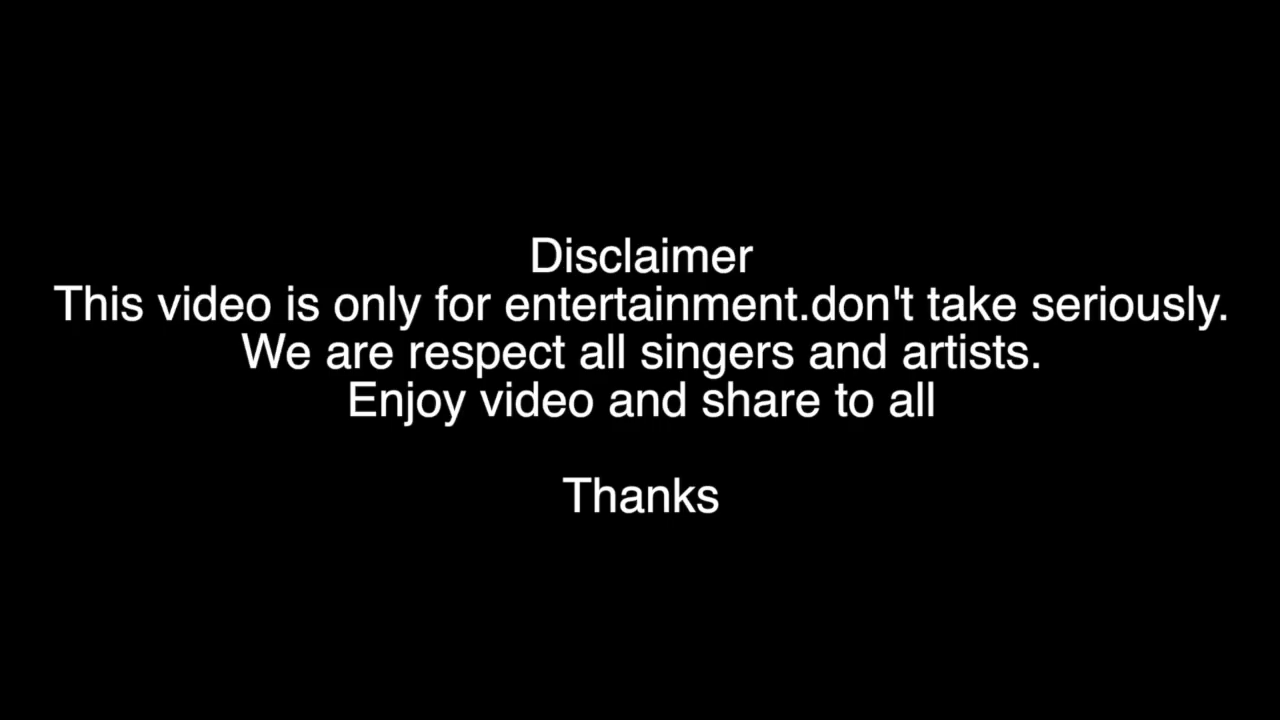 Disclaimer
This video is only for entertainment.don't take seriously.
We are respect all singers and artists.
Enjoy video and share to all
Thanks